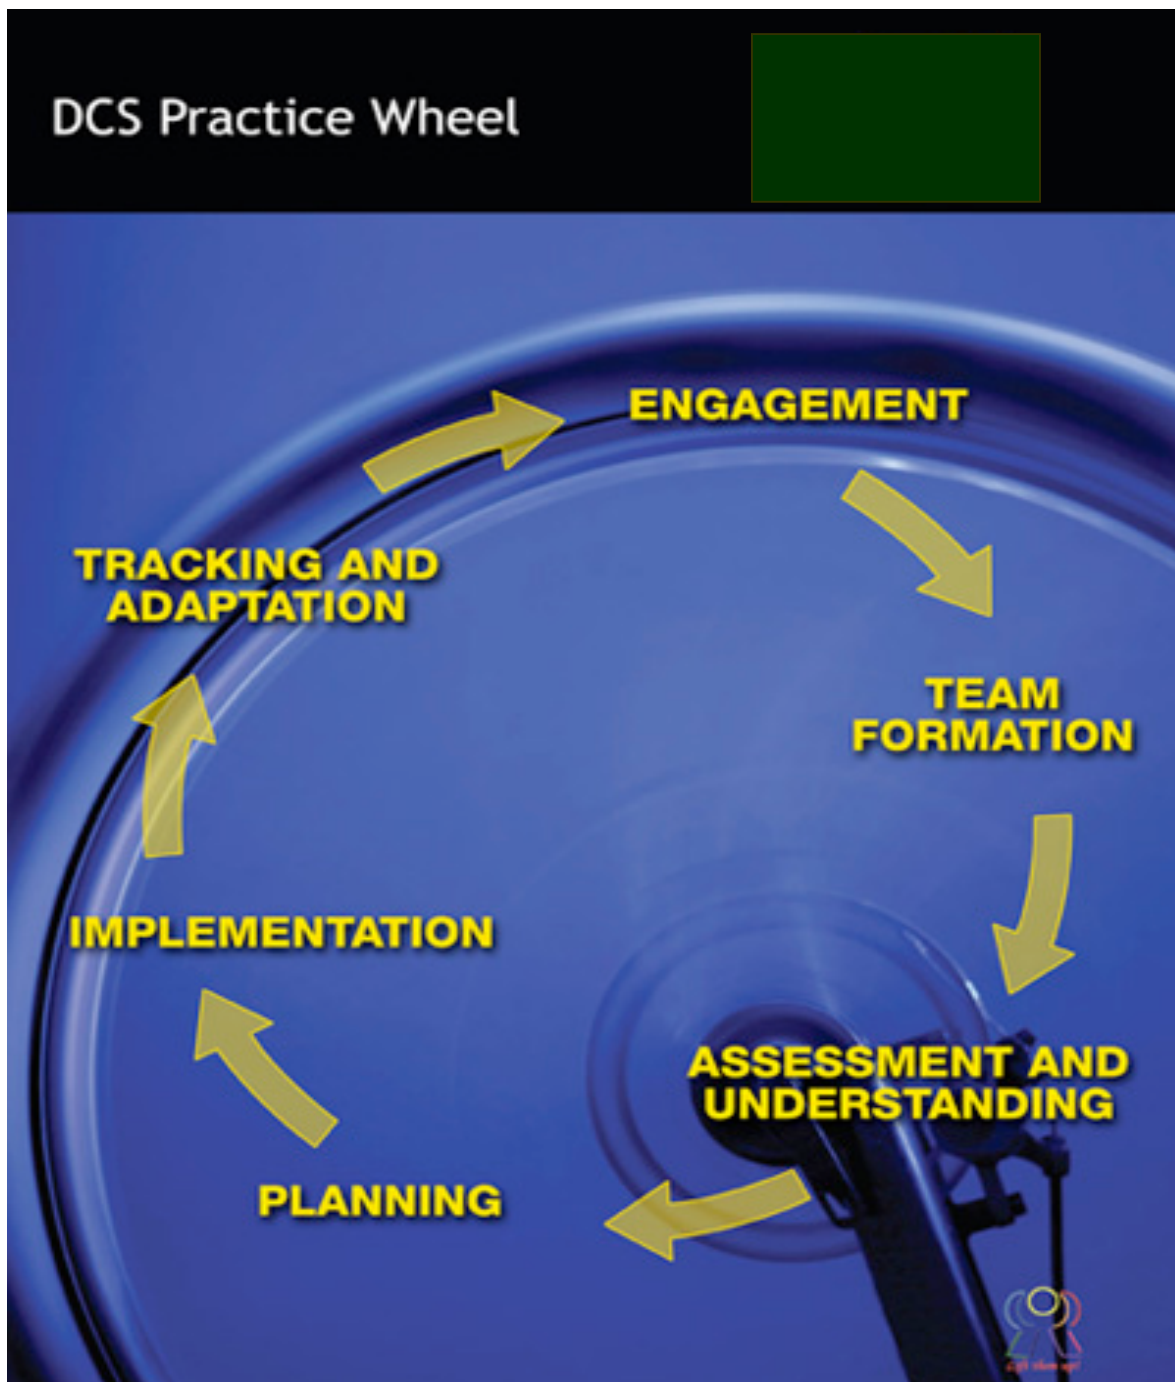 DCS Practice Wheel
ENGAGEMENT
TEAM
FORMATION
ASSESSMENT AND
UNDERSTANDING
PLANNING
IMPLEMENTATION
TRACKING AND
ADAPTATION